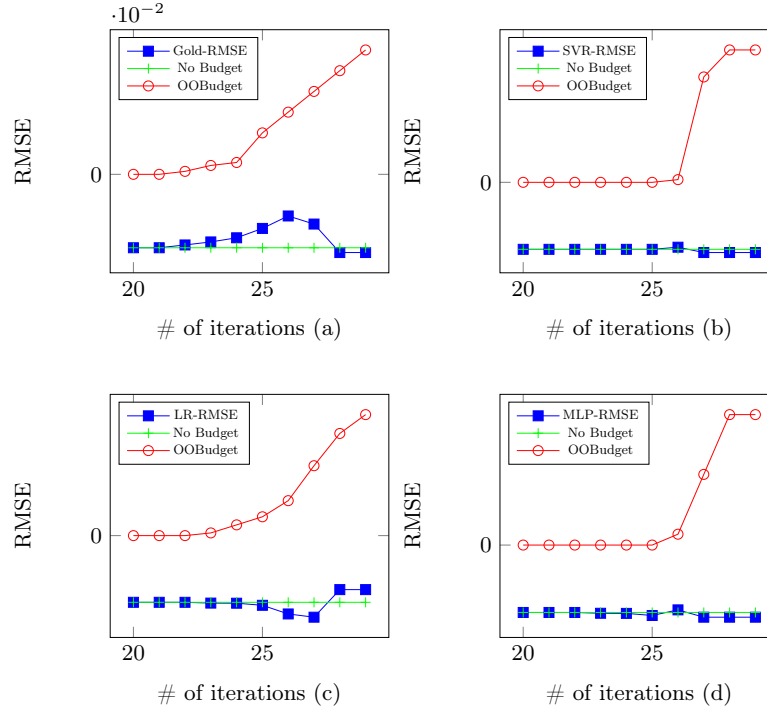 ·10−2
Gold-RMSE
No Budget
OOBudget
RMSE
0
20
25
# of iterations (a)
SVR-RMSE
No Budget
OOBudget
RMSE
0
20
25
# of iterations (b)
LR-RMSE
No Budget
OOBudget
RMSE
0
20
25
# of iterations (c)
MLP-RMSE
No Budget
OOBudget
RMSE
0
20
25
# of iterations (d)